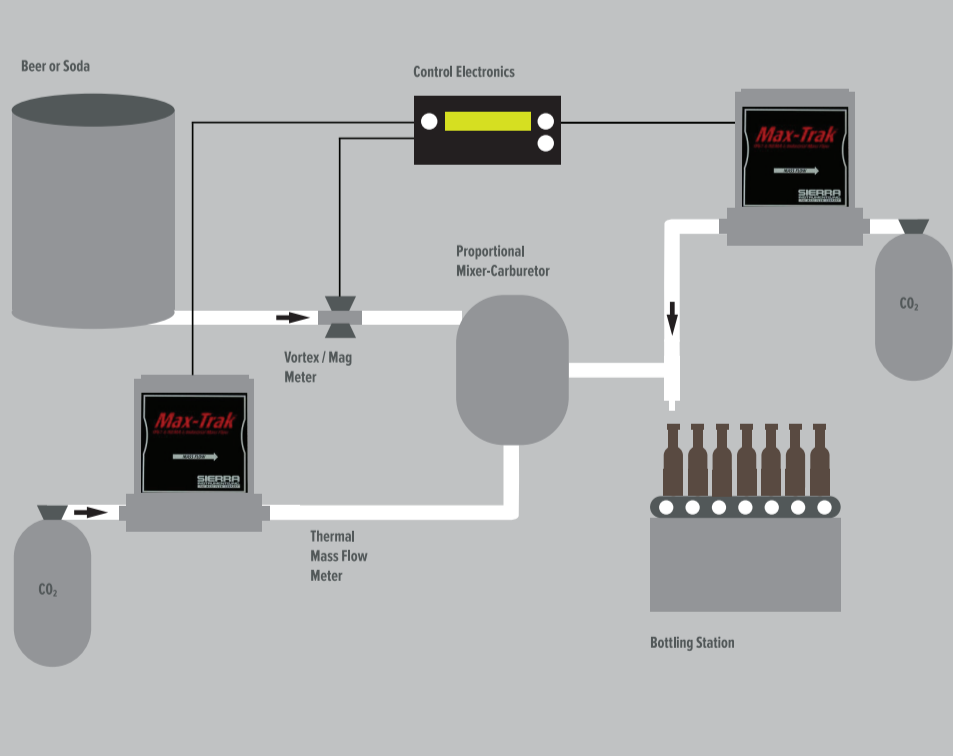 Beer or Soda
Control Electronics
Max-Trak
MASS FLOW
SIERRA
Proportional
Mixer-Carburetor
CO₂
Vortex / Mag
Meter
Max-Trak
MASS FLOW
SIERRA
Thermal
Mass Flow
Meter
CO₂
Bottling Station